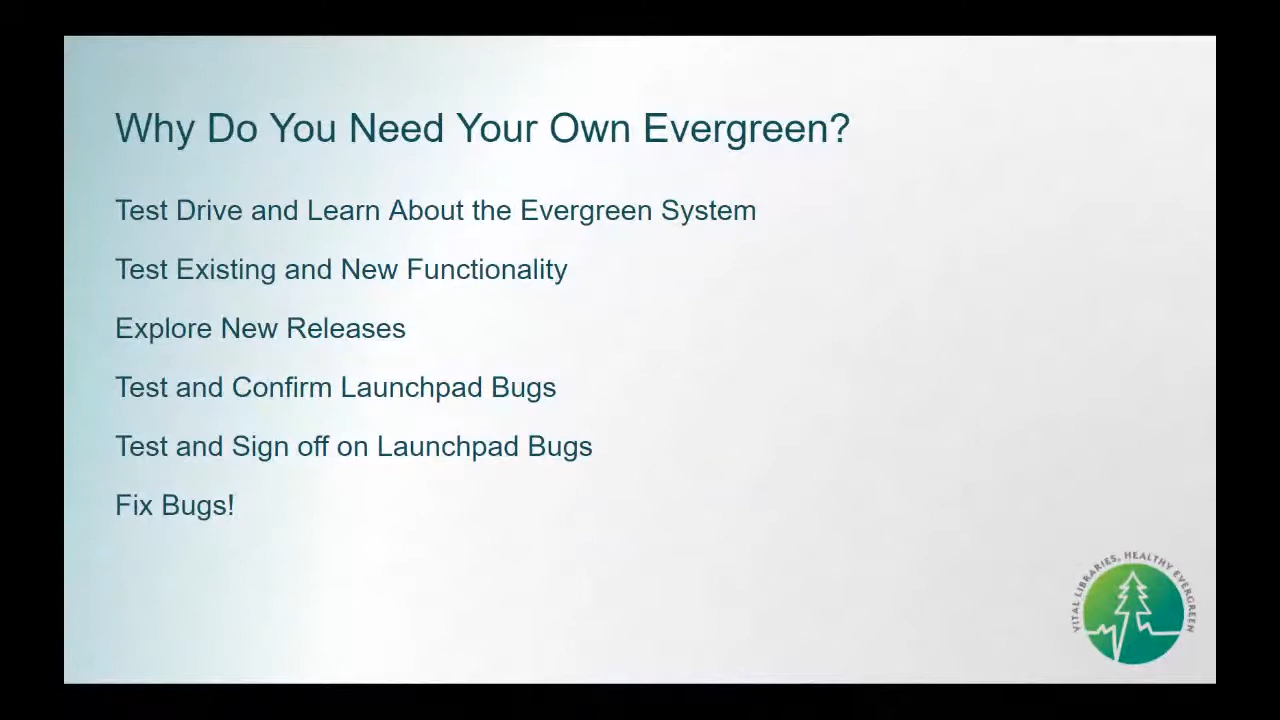 Why Do You Need Your Own Evergreen?
Test Drive and Learn About the Evergreen System
Test Existing and New Functionality
Explore New Releases
Test and Confirm Launchpad Bugs
Test and Sign off on Launchpad Bugs
Fix Bugs!
VITAL LIBRARIES, HEALTHY EVERGREEN